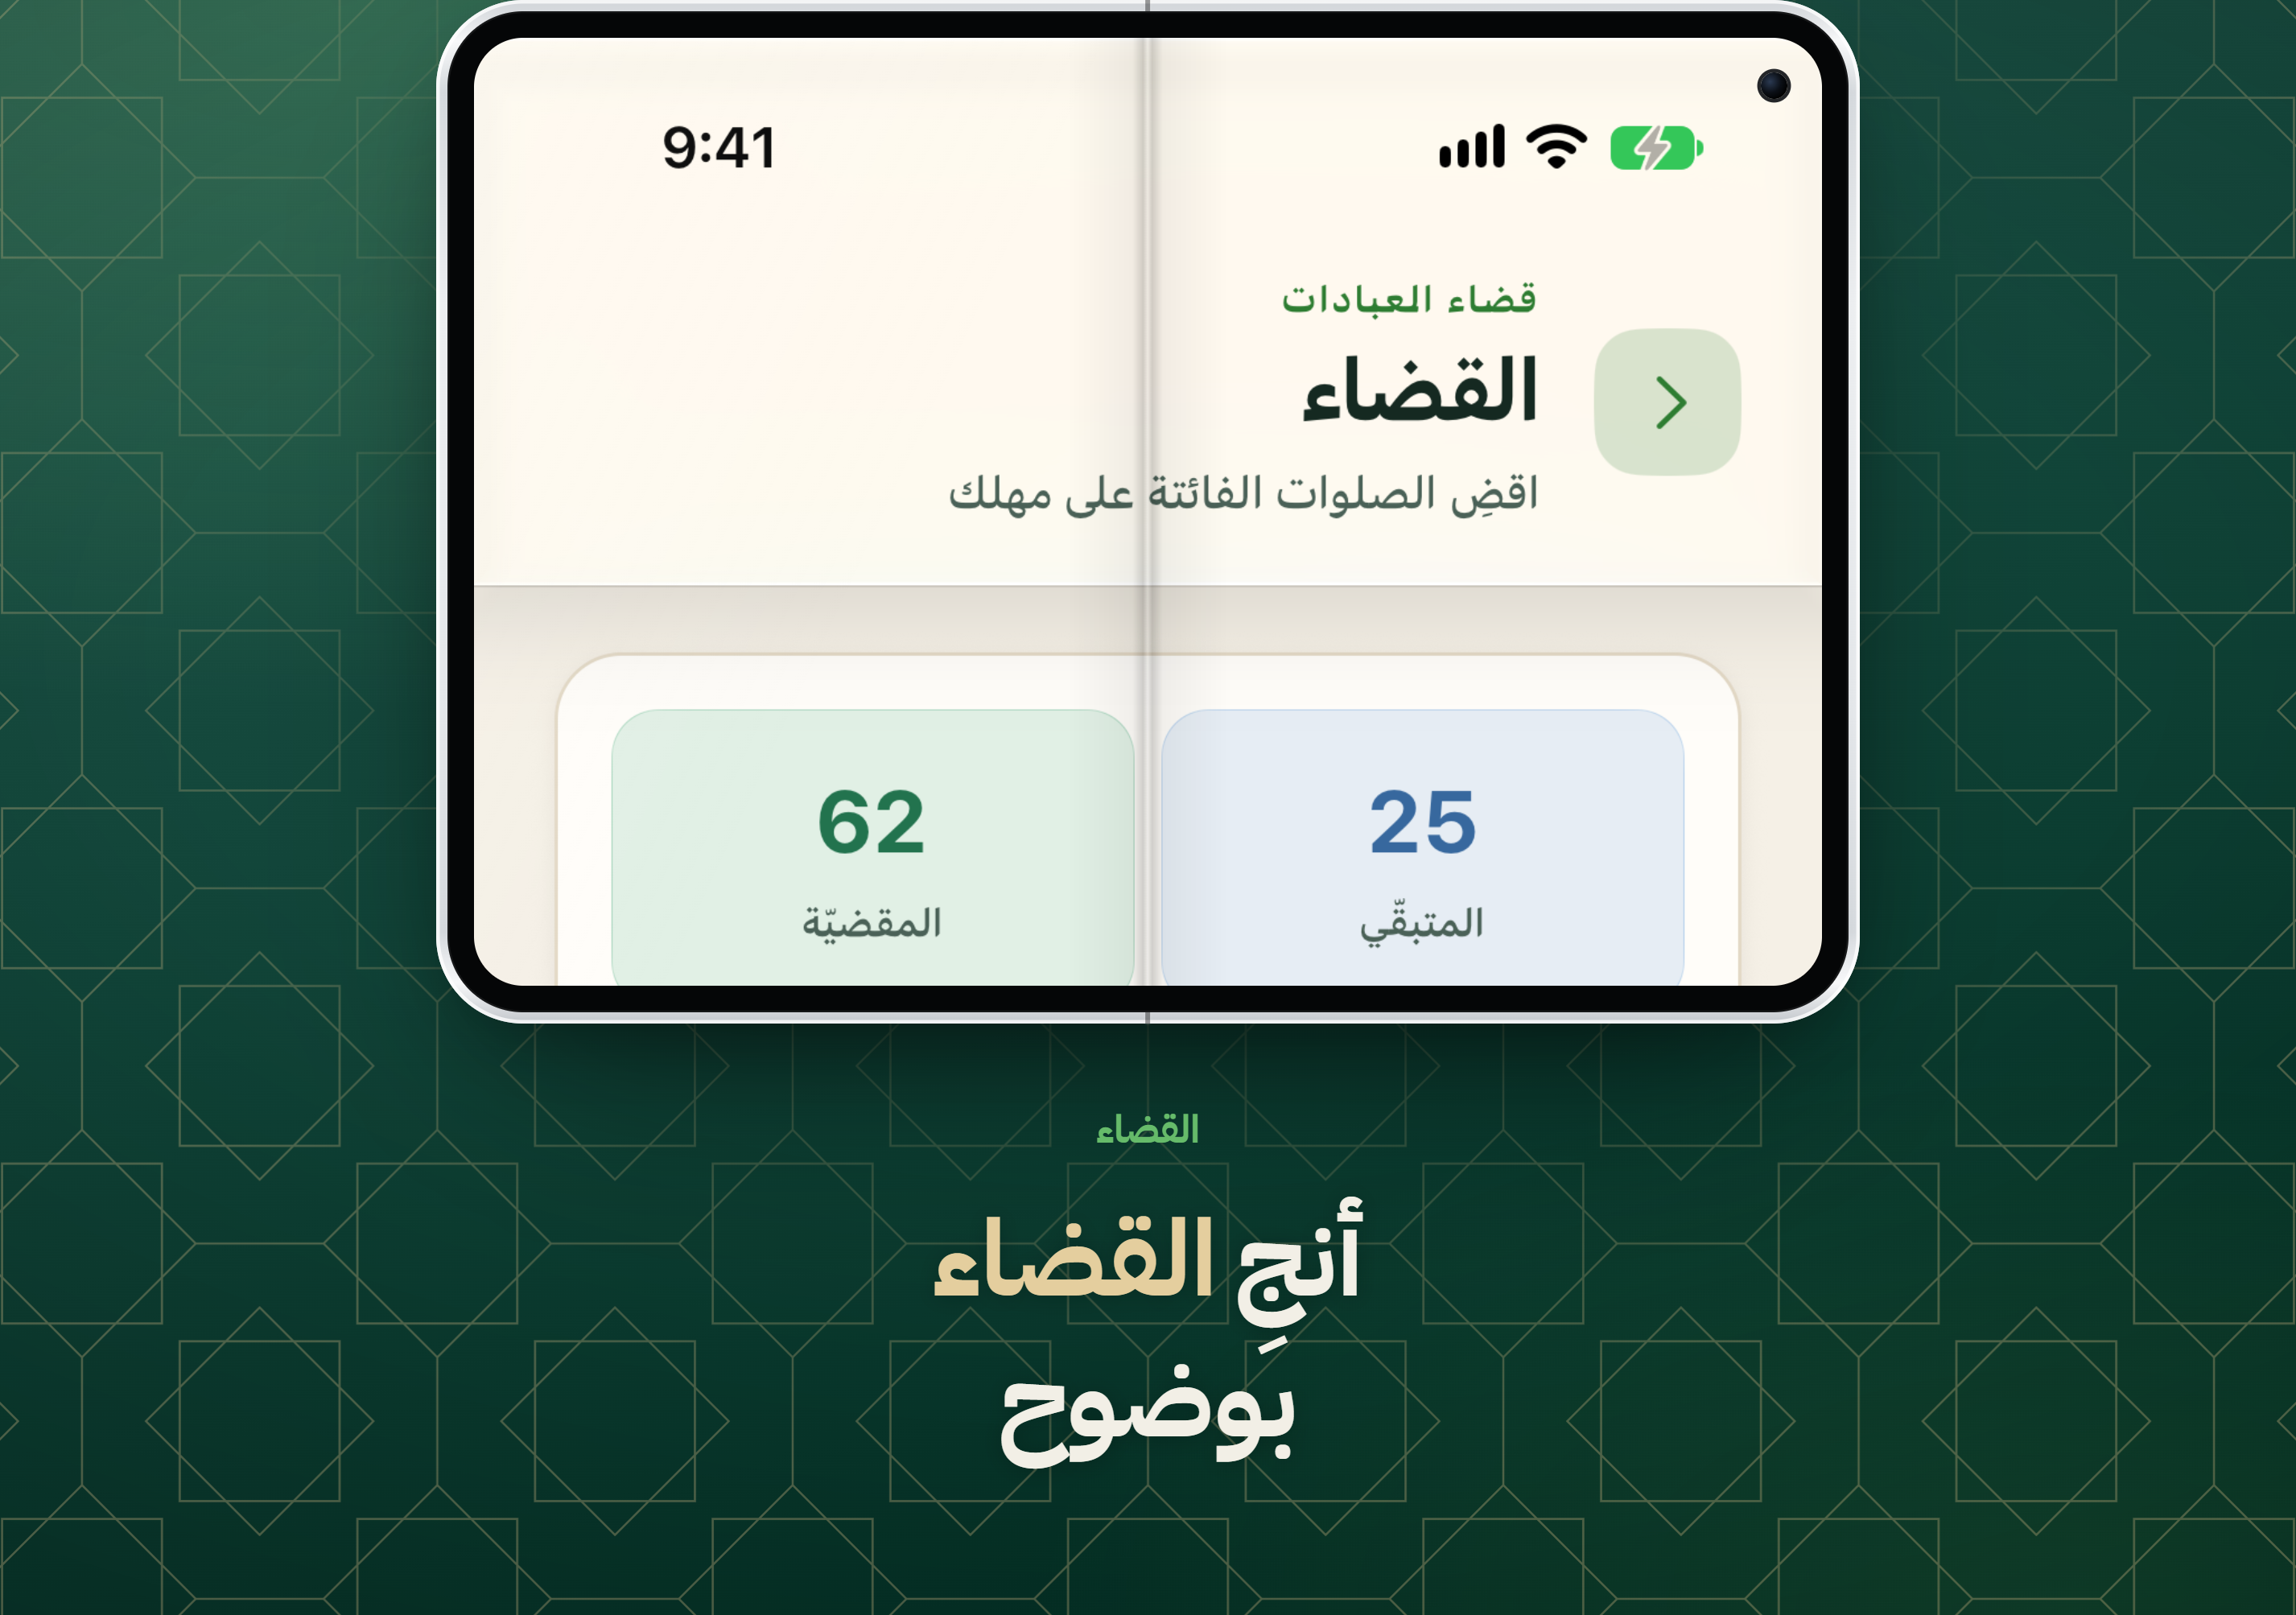 9:41
قضاء العبادات
القضاء
اقضِ الصلوات الفائتة على مهلك
25
المتبقّي
62
المقضيّة
القضاء
أنجِ القضاء
بوضوح